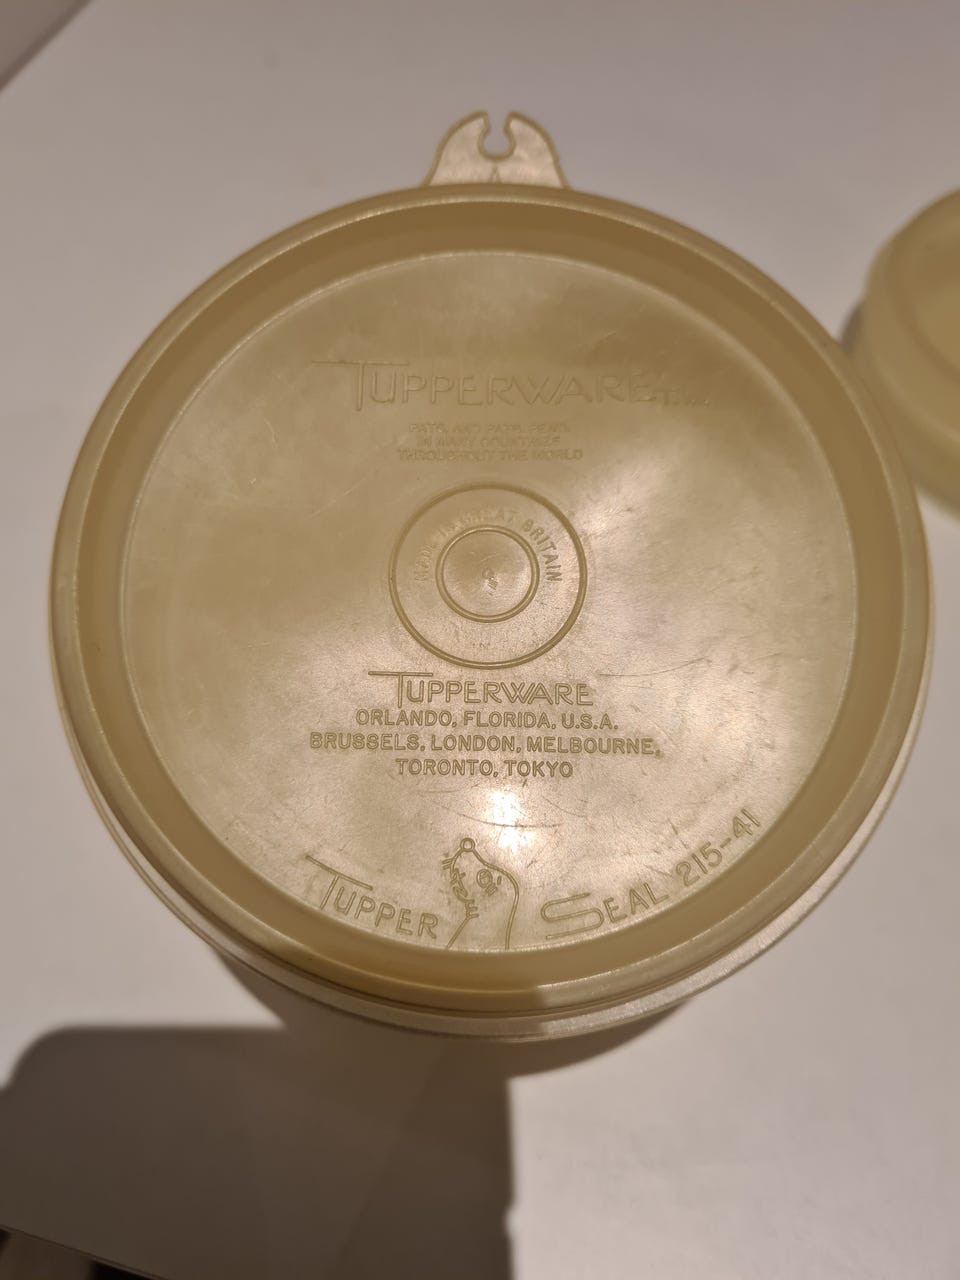 TUPPERWARE
PATS. AND PATS. PEND.
IN MANY COUNTRIES
THROUGHOUT THE WORLD
MADE IN GREAT BRITAIN
TUPPERWARE
ORLANDO, FLORIDA, U.S.A.
BRUSSELS, LONDON, MELBOURNE,
TORONTO, TOKYO
TUPPER SEAL 215-41